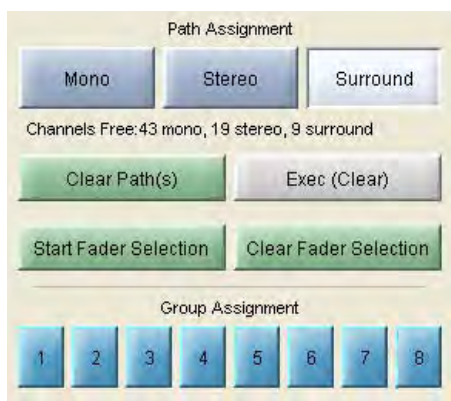 Path Assignment
Mono Stereo Surround
Channels Free:43 mono, 19 stereo, 9 surround
Clear Path(s) Exec (Clear)
Start Fader Selection Clear Fader Selection
Group Assignment
1 2 3 4 5 6 7 8